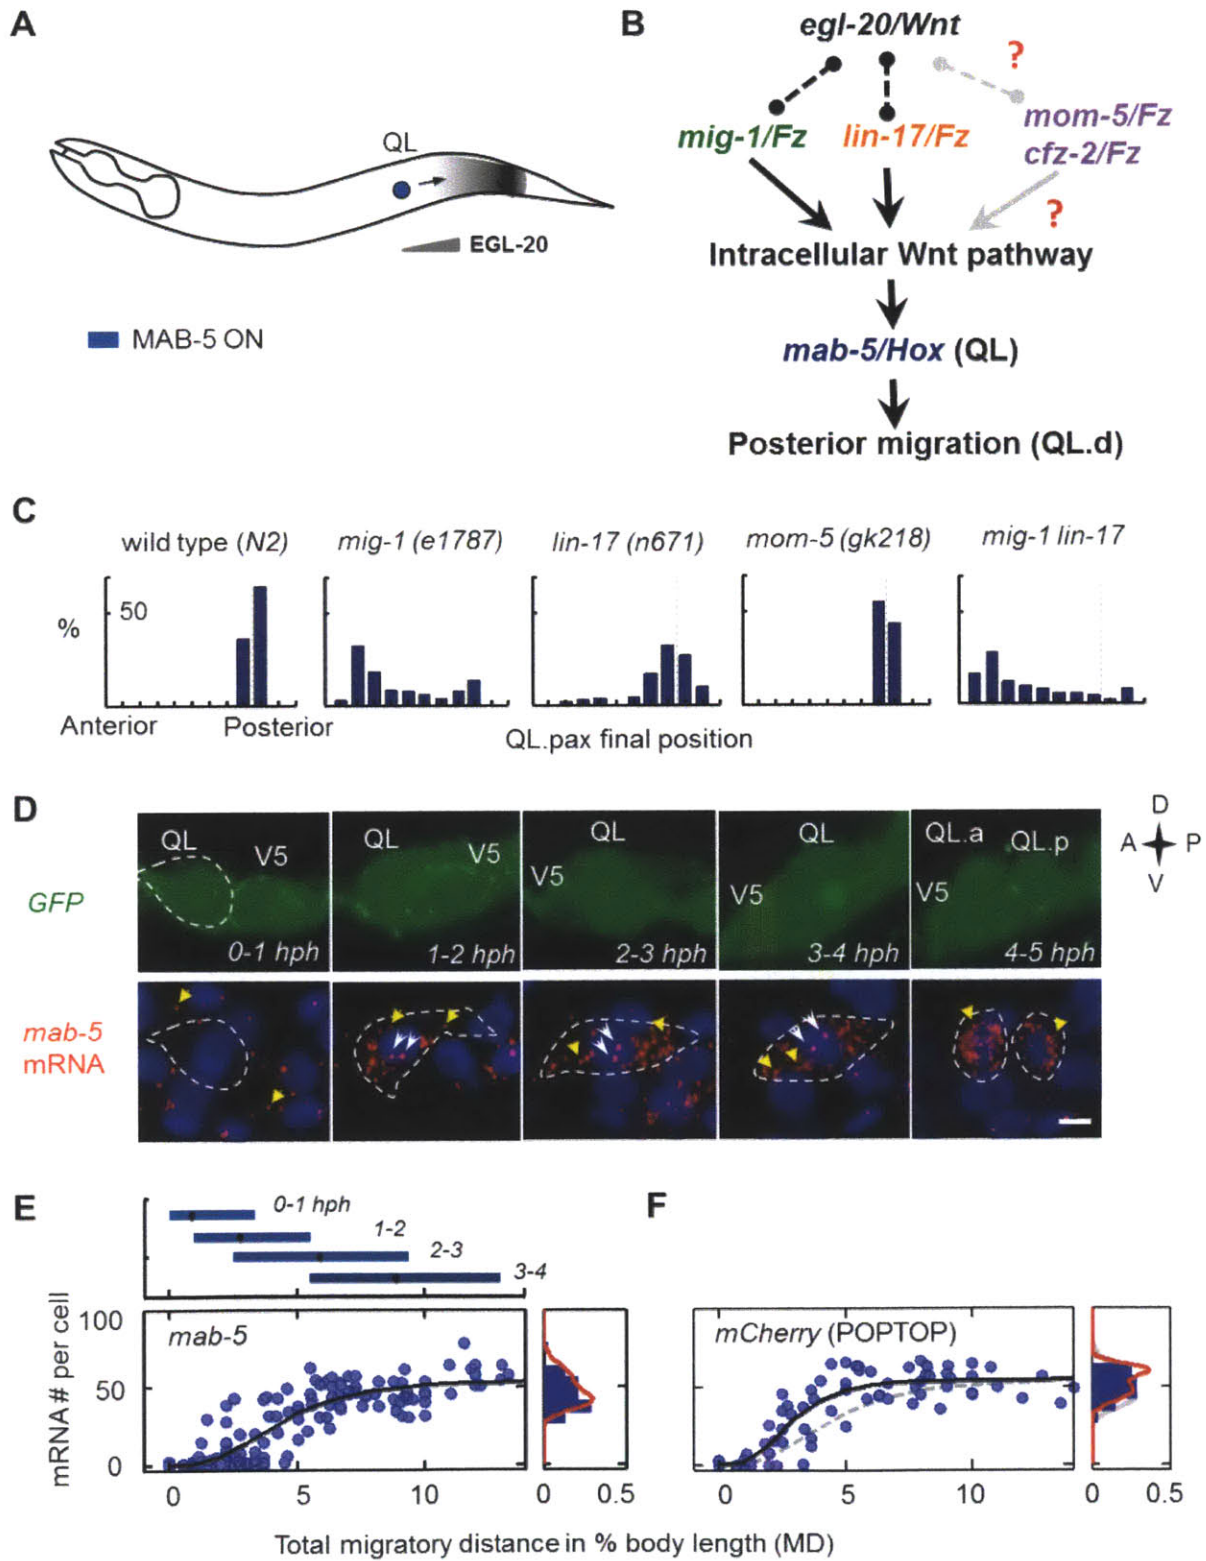 A
QL
EGL-20
MAB-5 ON
B
egl-20/Wnt
?
mig-1/Fz
lin-17/Fz
mom-5/Fz
cfz-2/Fz
?
Intracellular Wnt pathway
mab-5/Hox (QL)
Posterior migration (QL.d)
C
wild type (N2)
mig-1 (e1787)
lin-17 (n671)
mom-5 (gk218)
mig-1 lin-17
50
%
Anterior
Posterior
QL.pax final position
D
GFP
QL
V5
0-1 hph
QL
V5
1-2 hph
QL
V5
2-3 hph
QL
V5
3-4 hph
QL.a
QL.p
V5
4-5 hph
D
A
P
V
mab-5
mRNA
E
0-1 hph
1-2
2-3
3-4
mRNA # per cell
100
50
0
mab-5
0
5
10
0
0.5
F
mCherry (POPTOP)
0
5
10
0
0.5
Total migratory distance in % body length (MD)